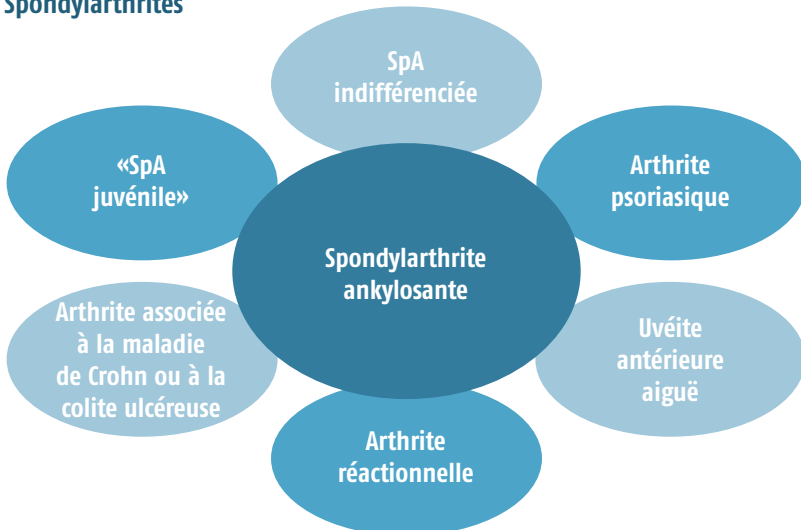 Spondylarthrites
SpA
indifférenciée
«SpA
juvénile»
Arthrite
psoriasique
Spondylarthrite
ankylosante
Arthrite associée
à la maladie
de Crohn ou à la
colite ulcéreuse
Uvéite
antérieure
aiguë
Arthrite
réactionnelle